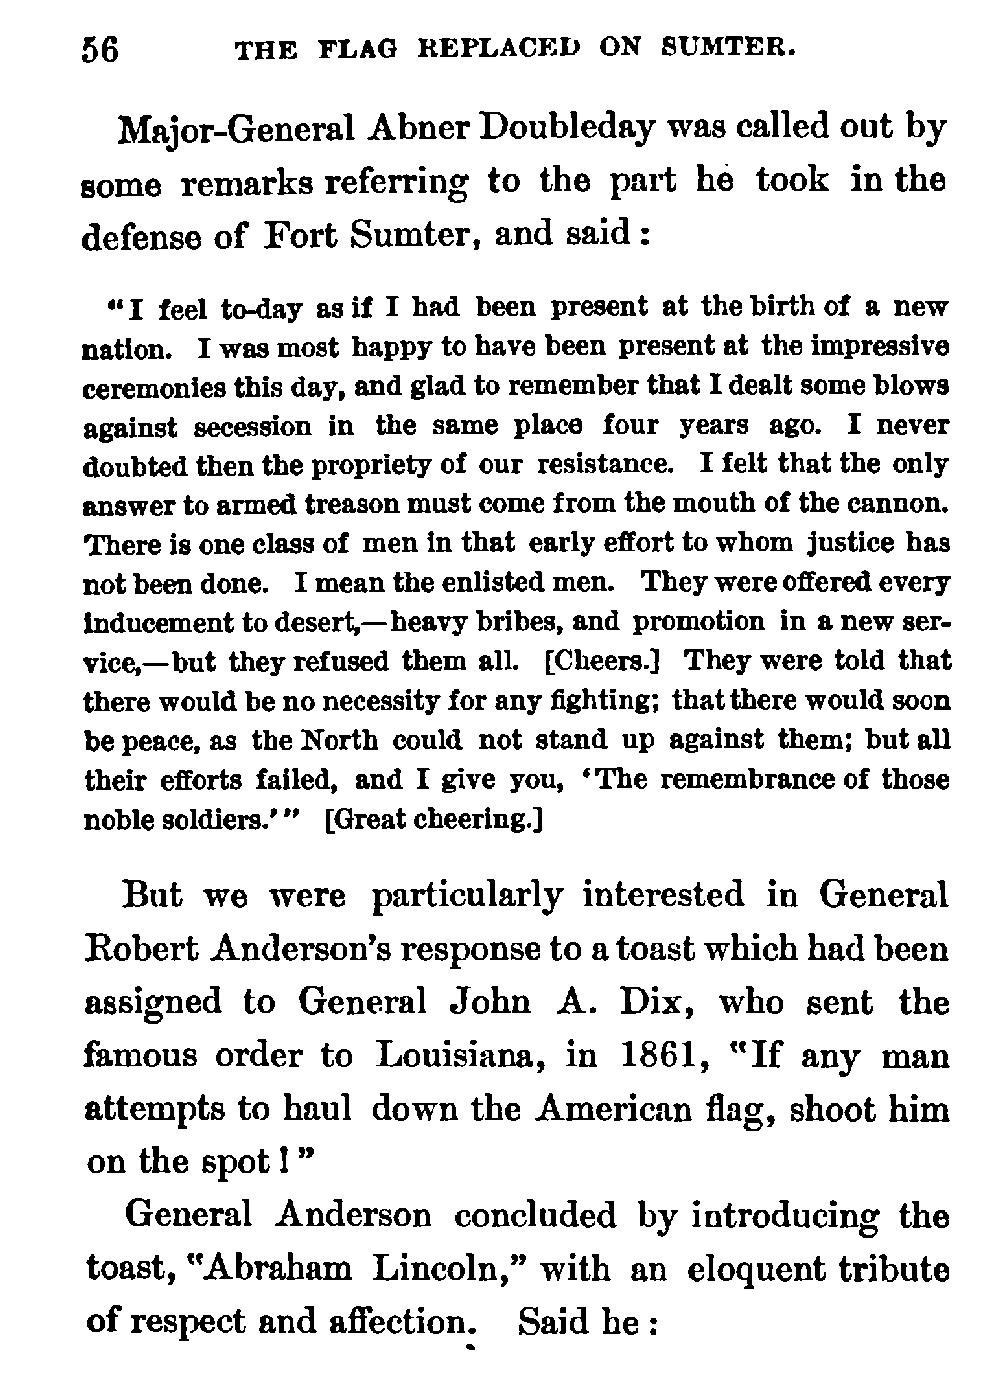 56 THE FLAG REPLACED ON SUMTER.
Major-General Abner Doubleday was called out by
some remarks referring to the part he took in the
defense of Fort Sumter, and said :
"I feel to-day as if I had been present at the birth of a new
nation. I was most happy to have been present at the impressive
ceremonies this day, and glad to remember that I dealt some blows
against secession in the same place four years ago. I never
doubted then the propriety of our resistance. I felt that the only
answer to armed treason must come from the mouth of the cannon.
There is one class of men in that early effort to whom justice has
not been done. I mean the enlisted men. They were offered every
inducement to desert,—heavy bribes, and promotion in a new ser-
vice,—but they refused them all. [Cheers.] They were told that
there would be no necessity for any fighting; that there would soon
be peace, as the North could not stand up against them; but all
their efforts failed, and I give you, 'The remembrance of those
noble soldiers.'" [Great cheering.]
But we were particularly interested in General
Robert Anderson's response to a toast which had been
assigned to General John A. Dix, who sent the
famous order to Louisiana, in 1861, "If any man
attempts to haul down the American flag, shoot him
on the spot!"
General Anderson concluded by introducing the
toast, "Abraham Lincoln," with an eloquent tribute
of respect and affection. Said he :